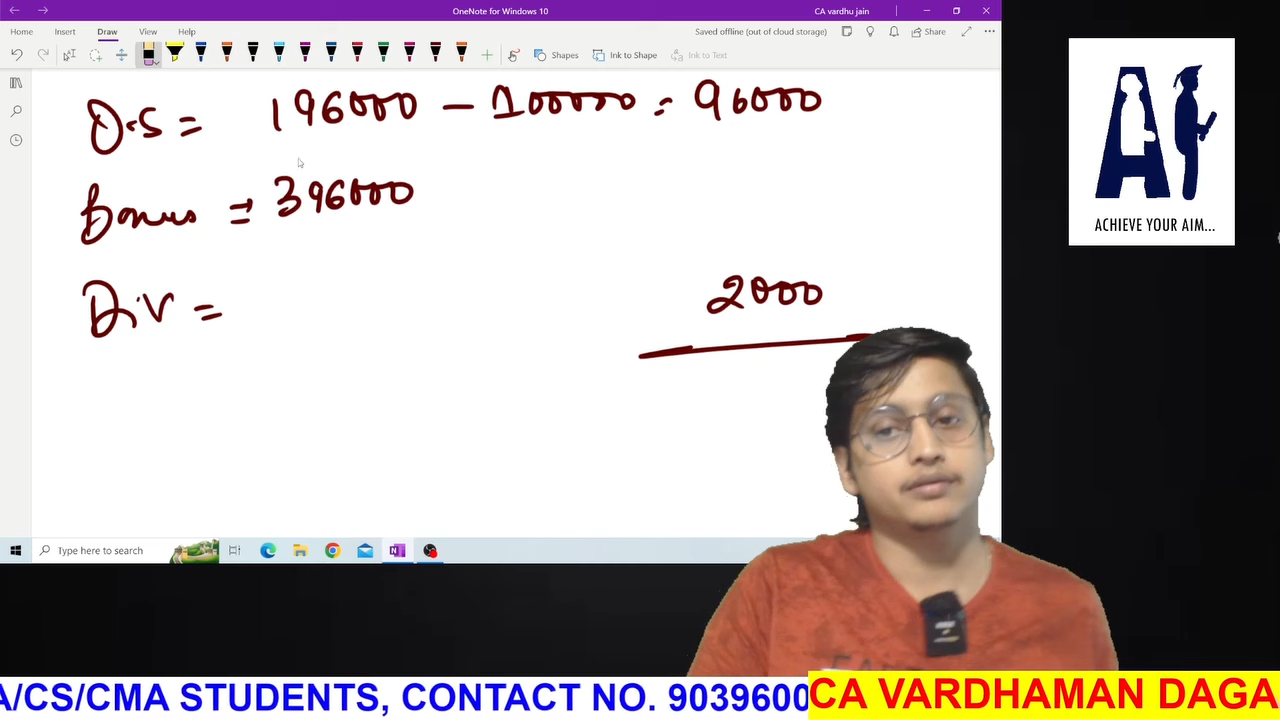 OneNote for Windows 10
CA vardhu jain
Home Insert Draw View Help
Saved offline (out of cloud storage)
Share
Shapes
Ink to Shape
Ink to Text
O.S = 196000 - 100000 = 96000
Bonus = 396000
Div =
2000
Type here to search
ACHIEVE YOUR AIM...
A/CS/CMA STUDENTS, CONTACT NO. 9039600
CA VARDHAMAN DAGA